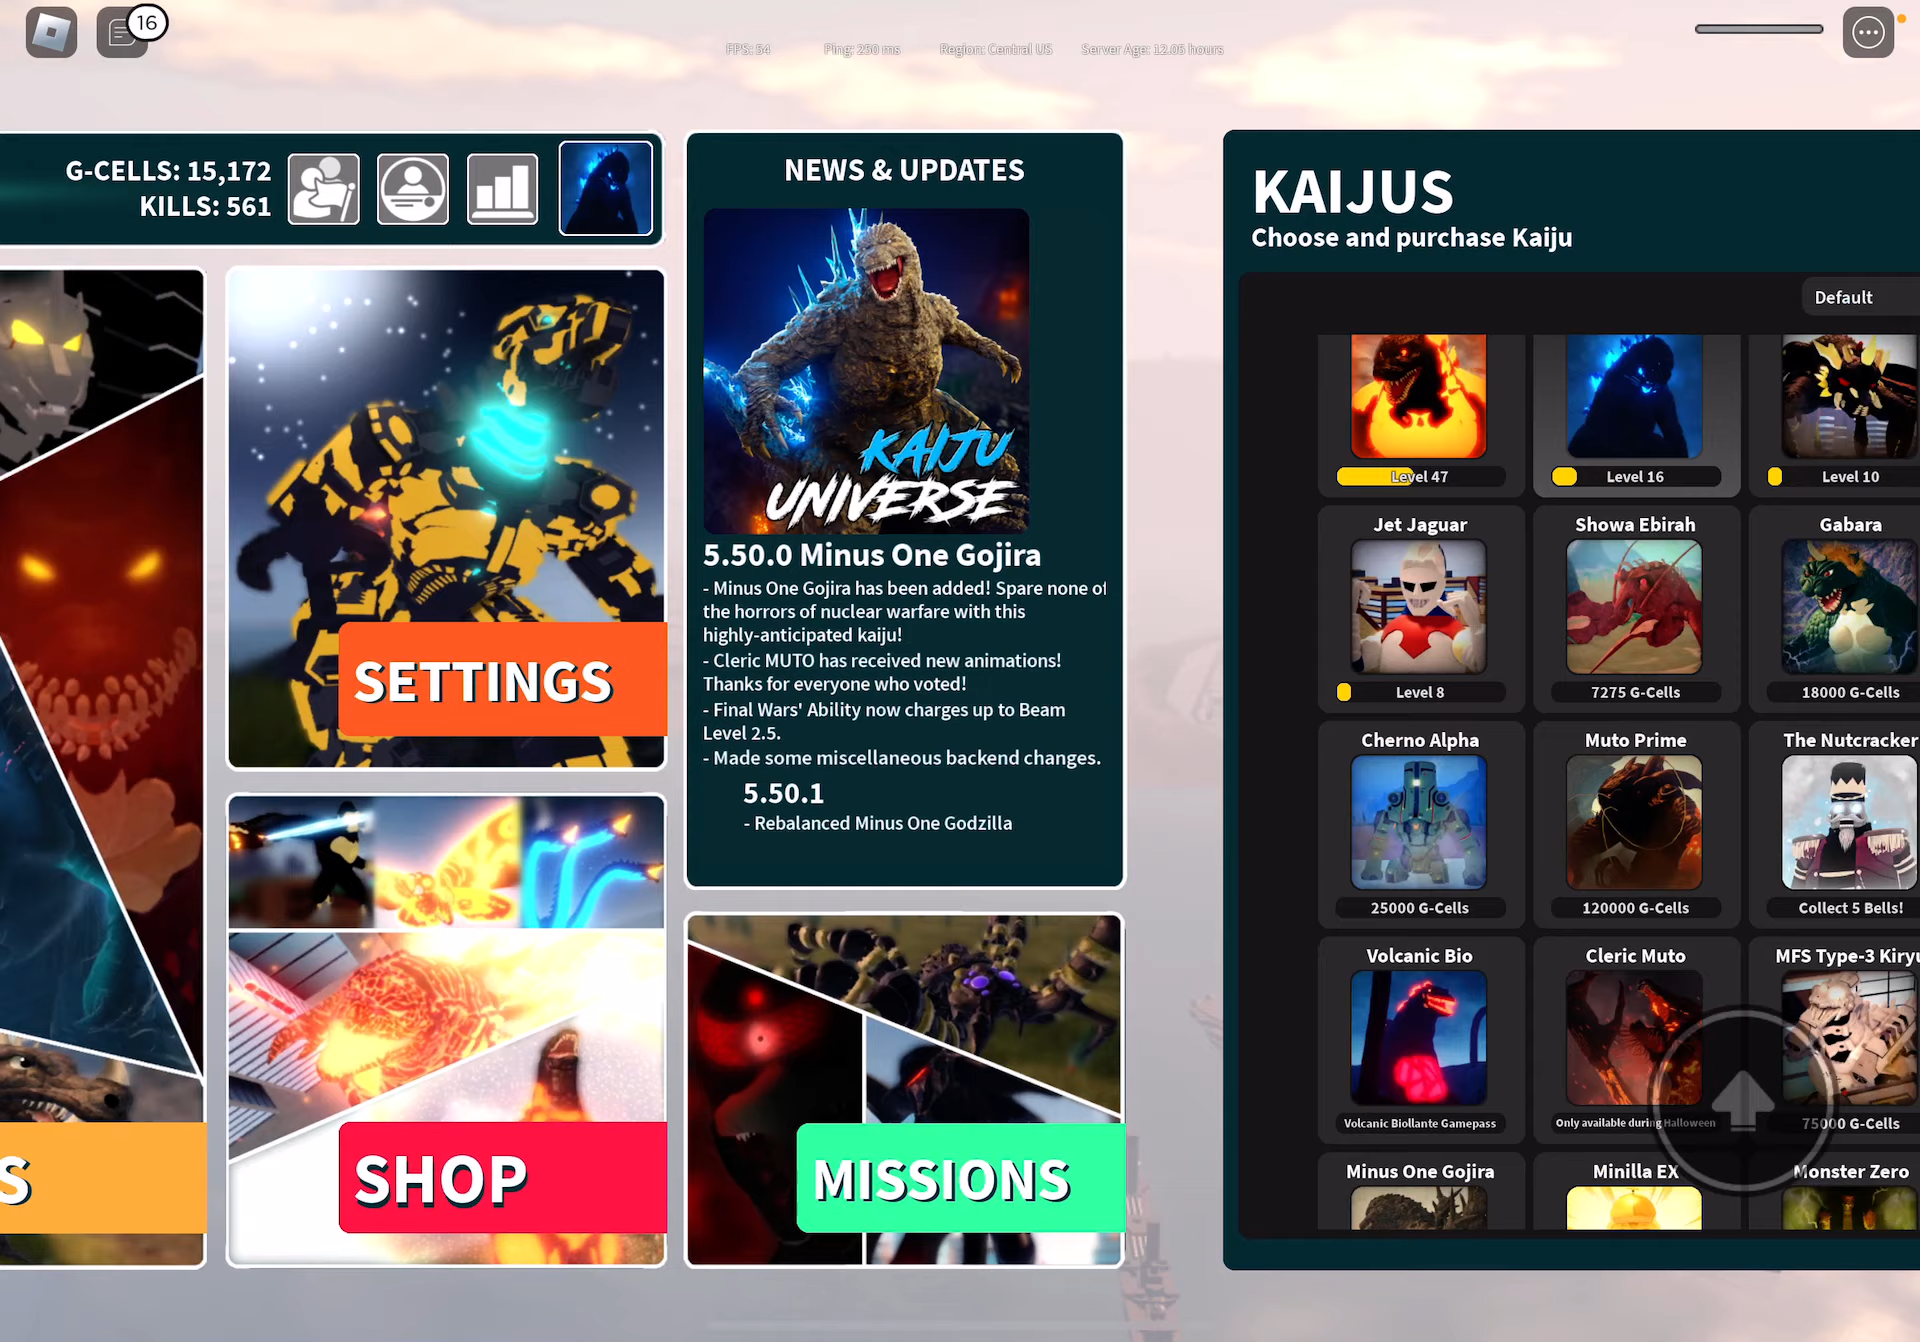 16
FPS: 54
Ping: 250 ms
Region: Central US
Server Age: 12.05 hours
G-CELLS: 15,172
KILLS: 561
SETTINGS
S
SHOP
NEWS & UPDATES
KAIJU
UNIVERSE
5.50.0 Minus One Gojira
- Minus One Gojira has been added! Spare none of
the horrors of nuclear warfare with this
highly-anticipated kaiju!
- Cleric MUTO has received new animations!
Thanks for everyone who voted!
- Final Wars' Ability now charges up to Beam
Level 2.5.
- Made some miscellaneous backend changes.
5.50.1
- Rebalanced Minus One Godzilla
MISSIONS
KAIJUS
Choose and purchase Kaiju
Default
Level 47
Level 16
Level 10
Jet Jaguar
Showa Ebirah
Gabara
Level 8
7275 G-Cells
18000 G-Cells
Cherno Alpha
Muto Prime
The Nutcracker
25000 G-Cells
120000 G-Cells
Collect 5 Bells!
Volcanic Bio
Cleric Muto
MFS Type-3 Kiryu
Volcanic Biollante Gamepass
Only available during Halloween
75000 G-Cells
Minus One Gojira
Minilla EX
Monster Zero